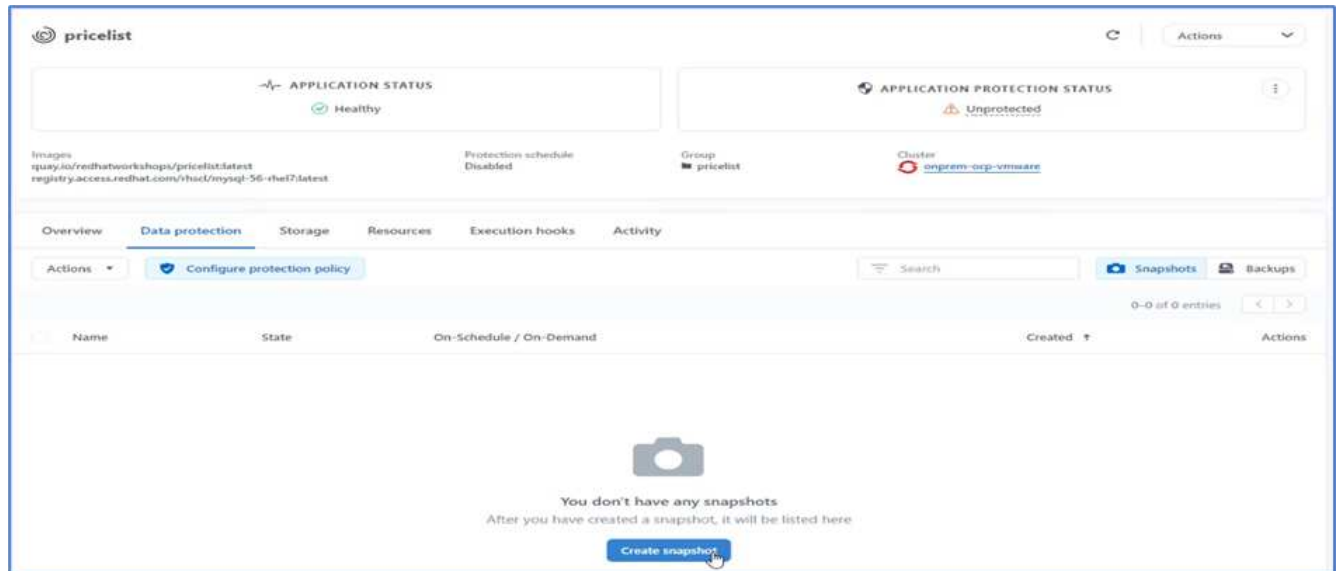 pricelist
Actions
APPLICATION STATUS
Healthy
APPLICATION PROTECTION STATUS
Unprotected
Images
quay.io/redhatworkshops/pricelist:latest
registry.access.redhat.com/rhscl/mysql-56-rhel7:latest
Protection schedule
Disabled
Group
pricelist
Cluster
onprem-ocp-vmware
Overview Data protection Storage Resources Execution hooks Activity
Actions Configure protection policy Search Snapshots Backups
0-0 of 0 entries
Name State On-Schedule / On-Demand Created Actions
You don't have any snapshots
After you have created a snapshot, it will be listed here
Create snapshot